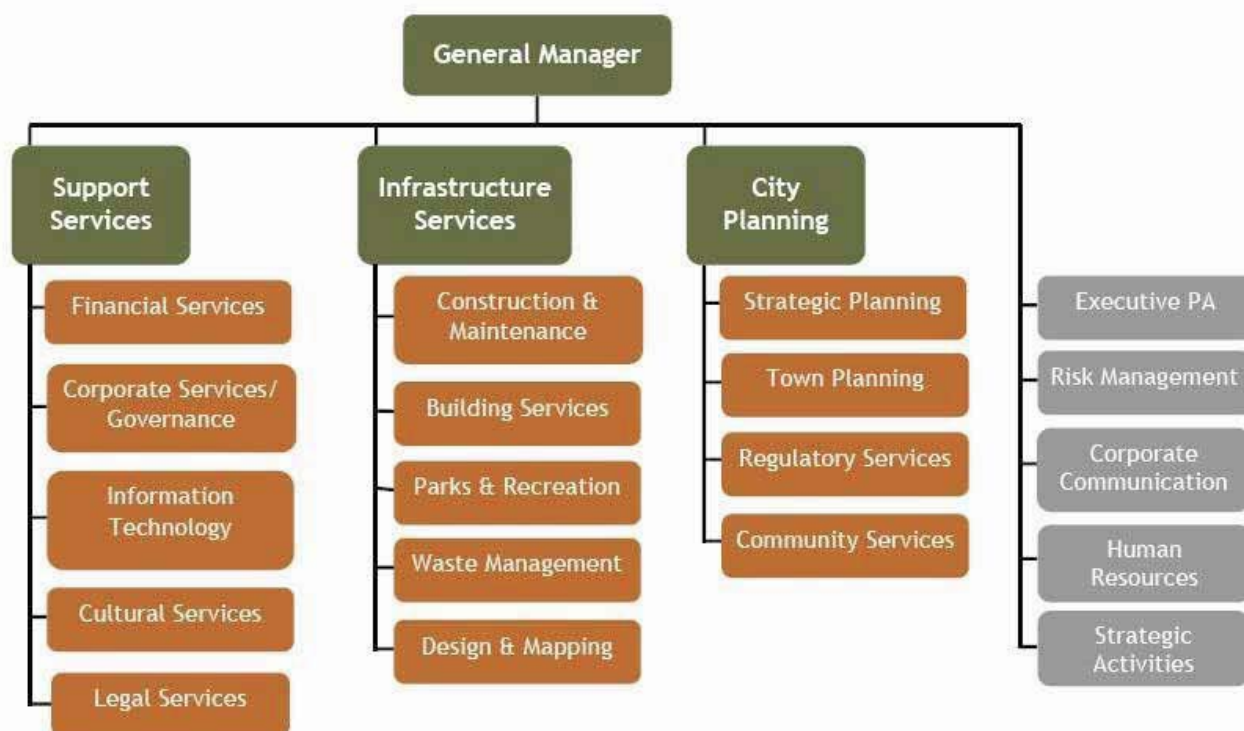 General Manager
Support
Services
Financial Services
Corporate Services/
Governance
Information
Technology
Cultural Services
Legal Services
Infrastructure
Services
Construction &
Maintenance
Building Services
Parks & Recreation
Waste Management
Design & Mapping
City
Planning
Strategic Planning
Town Planning
Regulatory Services
Community Services
Executive PA
Risk Management
Corporate
Communication
Human
Resources
Strategic
Activities